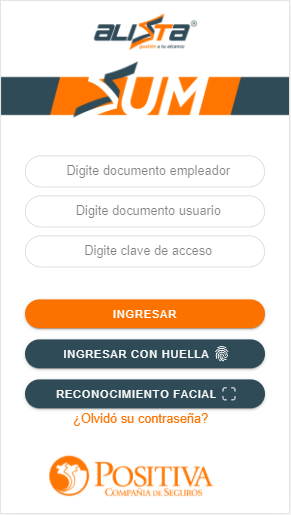 ALISTA®
gestión a tu alcance
SUM
Digite documento empleador
Digite documento usuario
Digite clave de acceso
INGRESAR
INGRESAR CON HUELLA
RECONOCIMIENTO FACIAL
¿Olvidó su contraseña?
POSITIVA
COMPAÑÍA DE SEGUROS